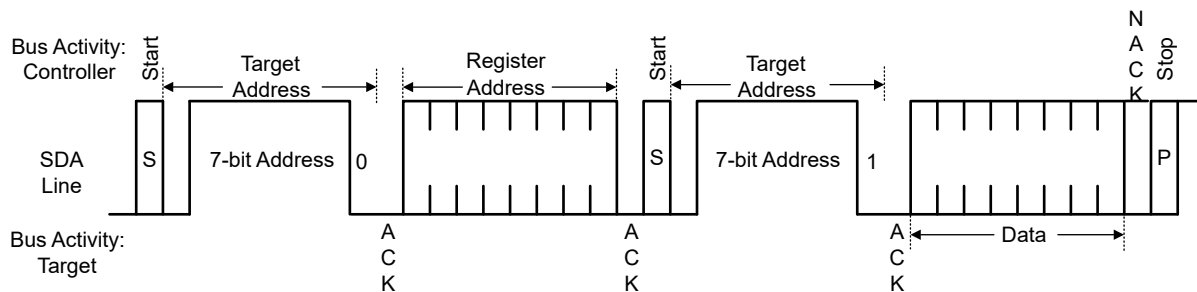 Bus Activity:
Controller
Start
Target
Address
Register
Address
Start
Target
Address
N
A
C
K
Stop
SDA
Line
S
7-bit Address
0
S
7-bit Address
1
P
Bus Activity:
Target
A
C
K
A
C
K
A
C
K
Data